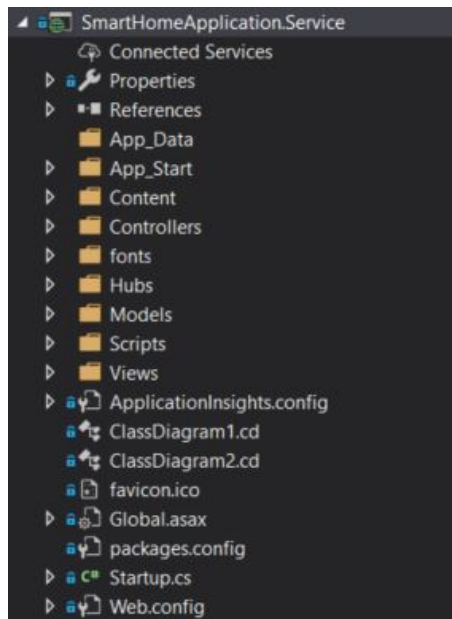 SmartHomeApplication.Service
Connected Services
Properties
References
App_Data
App_Start
Content
Controllers
fonts
Hubs
Models
Scripts
Views
ApplicationInsights.config
ClassDiagram1.cd
ClassDiagram2.cd
favicon.ico
Global.asax
packages.config
C# Startup.cs
Web.config